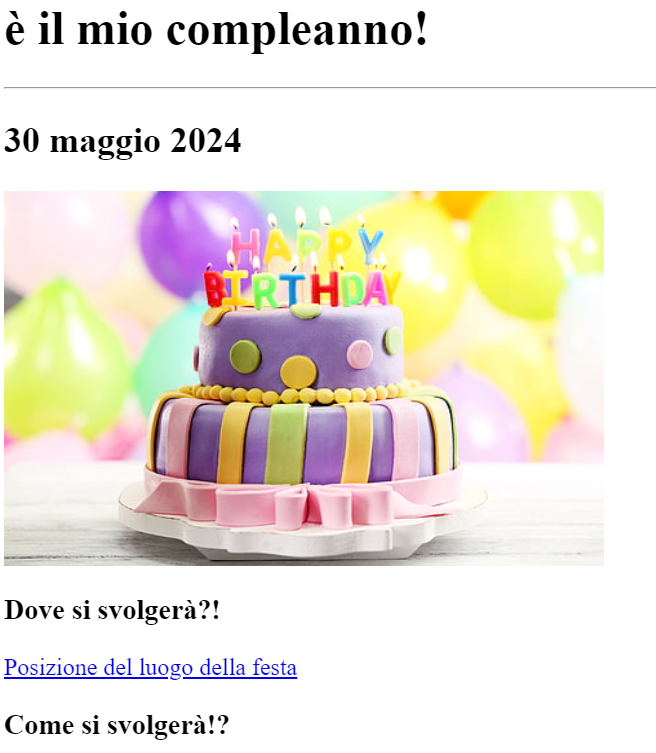 è il mio compleanno!
30 maggio 2024
HAPPY
BIRTHDAY
Dove si svolgerà?!
Posizione del luogo della festa
Come si svolgerà!?